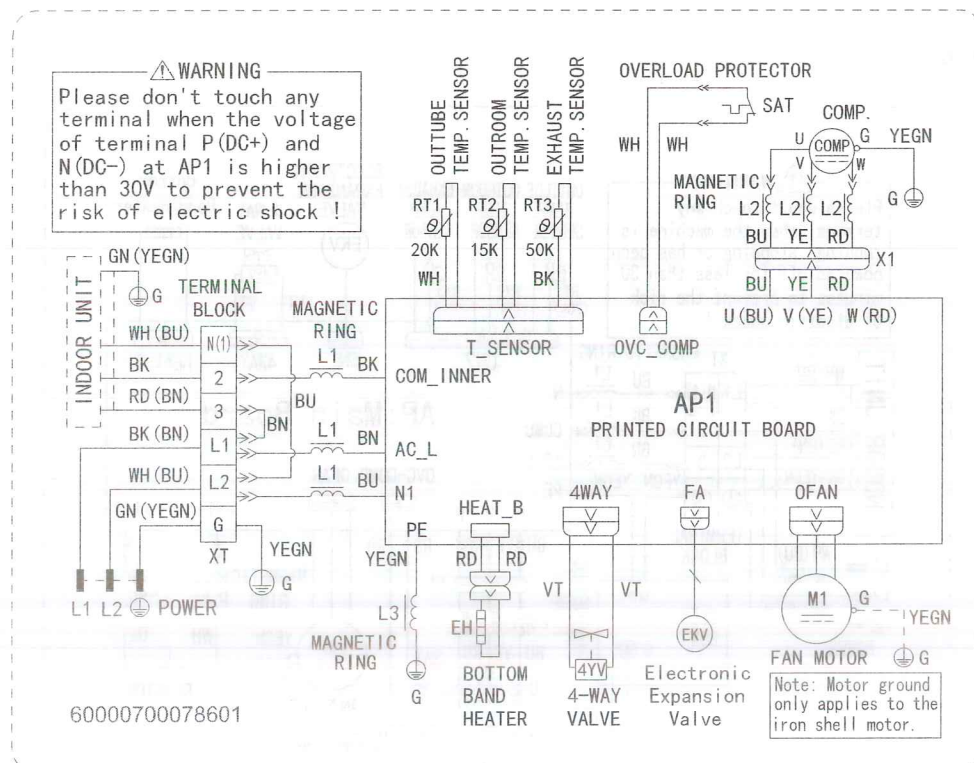 ⚠ WARNING
Please don't touch any
terminal when the voltage
of terminal P(DC+) and
N(DC-) at AP1 is higher
than 30V to prevent the
risk of electric shock !
OUTTUBE
TEMP. SENSOR
OUTROOM
TEMP. SENSOR
EXHAUST
TEMP. SENSOR
RT1
RT2
RT3
20K
15K
50K
WH
BK
OVERLOAD PROTECTOR
SAT
WH
WH
COMP.
U
COMP
G
YEGN
V
W
G
MAGNETIC
RING
L2
L2
L2
BU
YE
RD
X1
BU
YE
RD
U(BU) V(YE) W(RD)
T_SENSOR
OVC_COMP
INDOOR UNIT
GN(YEGN)
G
TERMINAL
BLOCK
MAGNETIC
RING
WH(BU)
N(1)
BK
2
L1
BK
COM_INNER
RD(BN)
3
BU
BN
BK(BN)
L1
L1
BN
AC_L
WH(BU)
L2
L1
BU
N1
GN(YEGN)
G
XT
YEGN
G
L1 L2 POWER
AP1
PRINTED CIRCUIT BOARD
PE
YEGN
L3
MAGNETIC
RING
G
HEAT_B
RD
RD
EH
BOTTOM
BAND
HEATER
4WAY
VT
VT
4YV
4-WAY
VALVE
FA
EKV
Electronic
Expansion
Valve
OFAN
M1
G
YEGN
G
FAN MOTOR
Note: Motor ground
only applies to the
iron shell motor.
60000700078601